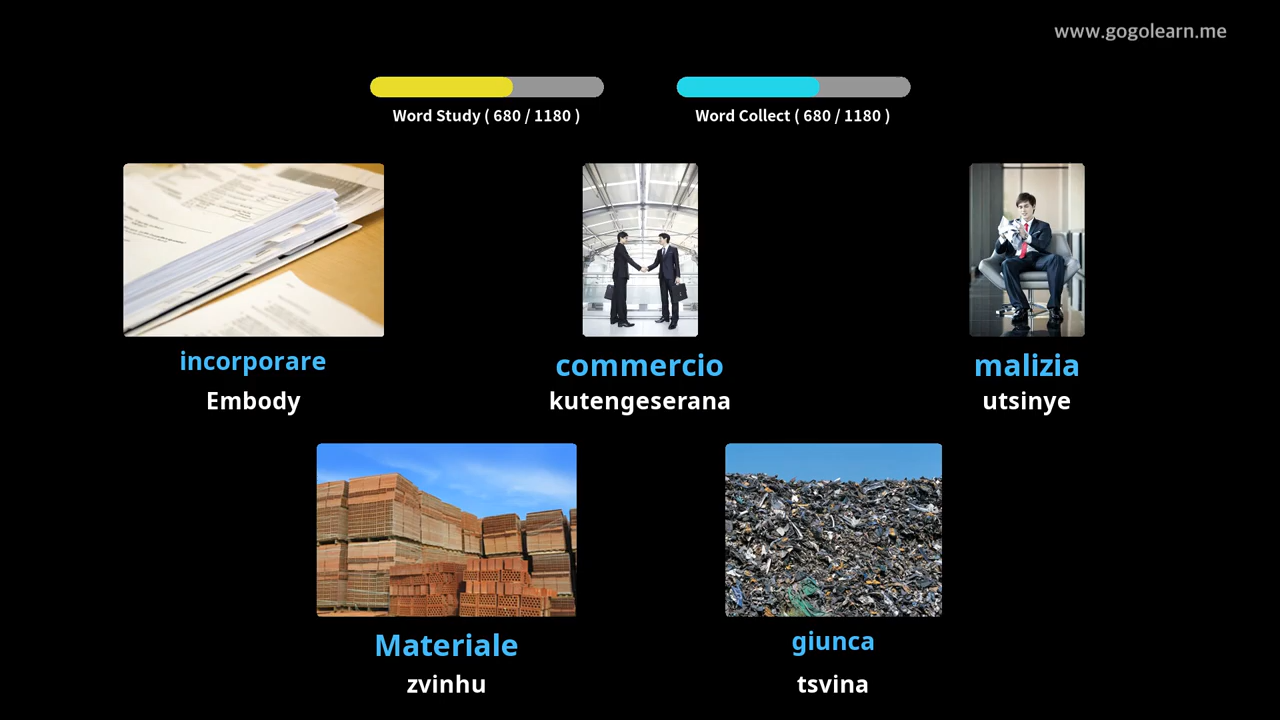 www.gogolearn.me
Word Study ( 680 / 1180 )
Word Collect ( 680 / 1180 )
incorporare
Embody
commercio
kutengeserana
malizia
utsinye
Materiale
zvinhu
giunca
tsvina